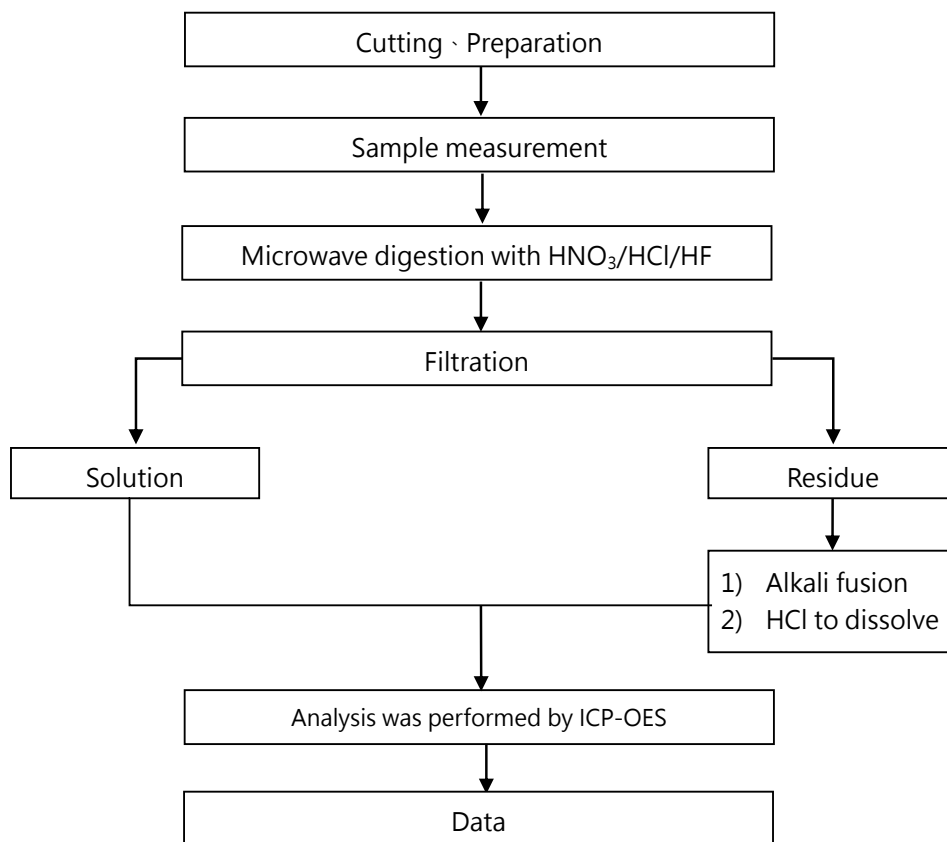 Cutting、Preparation
Sample measurement
Microwave digestion with HNO₃/HCl/HF
Filtration
Solution
Residue
1) Alkali fusion
2) HCl to dissolve
Analysis was performed by ICP-OES
Data